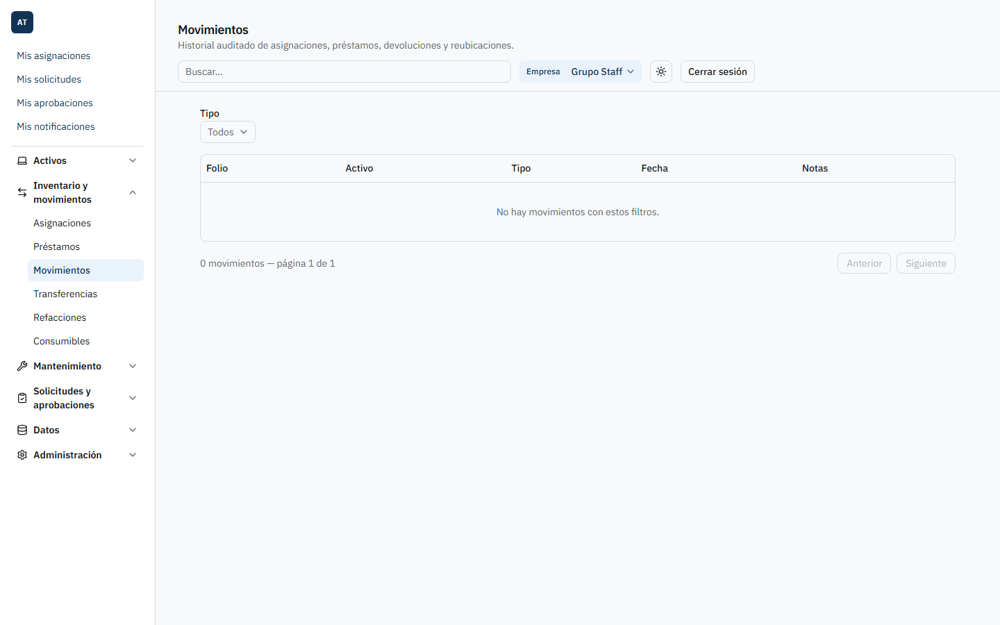 AT
Mis asignaciones
Mis solicitudes
Mis aprobaciones
Mis notificaciones
Activos
Inventario y
movimientos
Asignaciones
Préstamos
Movimientos
Transferencias
Refacciones
Consumibles
Mantenimiento
Solicitudes y
aprobaciones
Datos
Administración
Movimientos
Historial auditado de asignaciones, préstamos, devoluciones y reubicaciones.
Buscar... Empresa Grupo Staff Cerrar sesión
Tipo
Todos
Folio Activo Tipo Fecha Notas
No hay movimientos con estos filtros.
0 movimientos — página 1 de 1 Anterior Siguiente